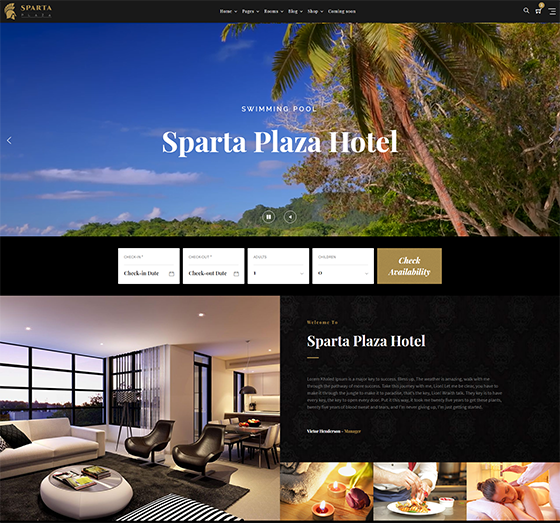 SPARTA
PLAZA
Home Pages Rooms Blog Shop Coming soon
0
SWIMMING POOL
Sparta Plaza Hotel
CHECK-IN *
Check-in Date
CHECK-OUT *
Check-out Date
ADULTS
1
CHILDREN
0
Check
Availability
Welcome To
Sparta Plaza Hotel
Lorem Khaled Ipsum is a major key to success. Bless up. The weather is amazing, walk with me
through the pathway of more success. Take this journey with me, Lion! Let me be clear, you have to
make it through the jungle to make it to paradise, that's the key, Lion! Wraith talk. They key is to have
every key, the key to open every door. Put it this way, it took me twenty five years to get these plants,
twenty five years of blood sweat and tears, and I'm never giving up, I'm just getting started.
Victor Henderson - Manager